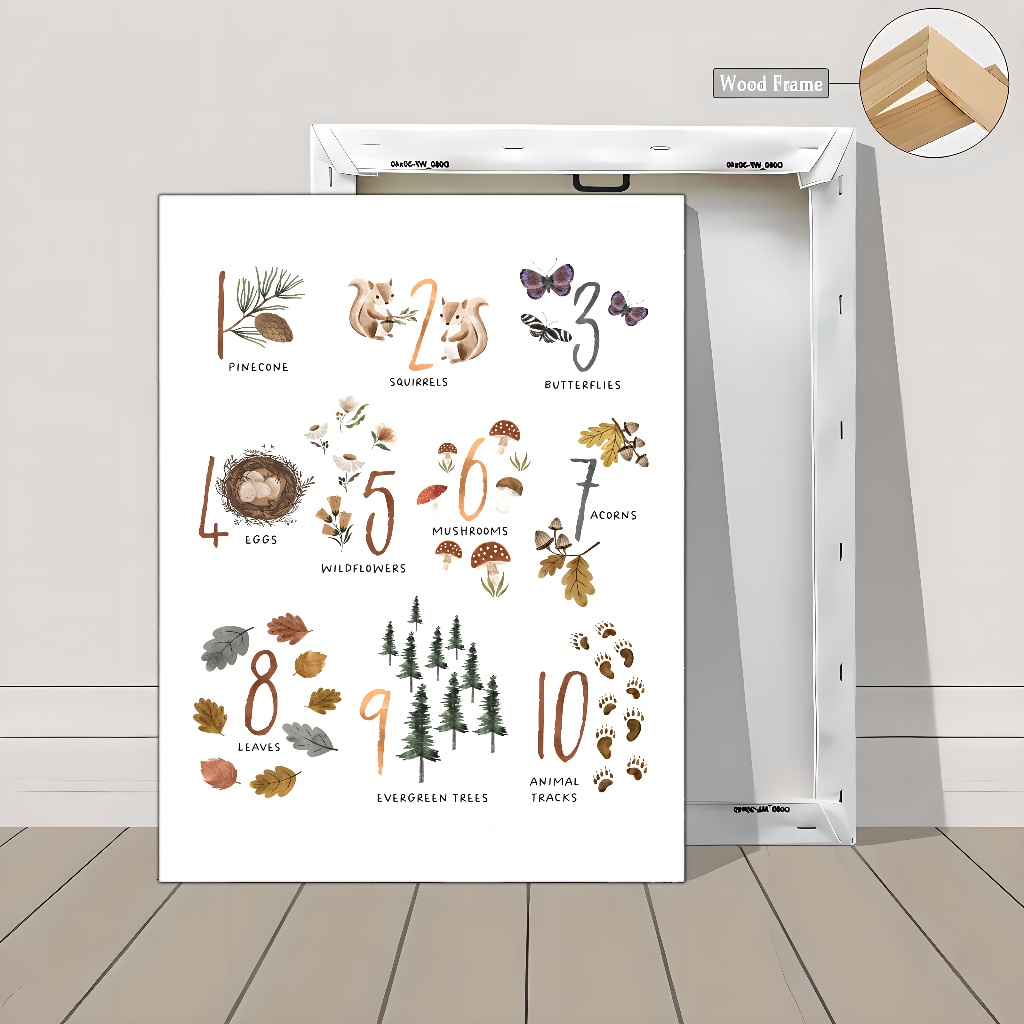 Wood Frame
1
PINECONE
2
SQUIRRELS
3
BUTTERFLIES
4
EGGS
5
WILDFLOWERS
6
MUSHROOMS
7
ACORNS
8
LEAVES
9
EVERGREEN TREES
10
ANIMAL
TRACKS